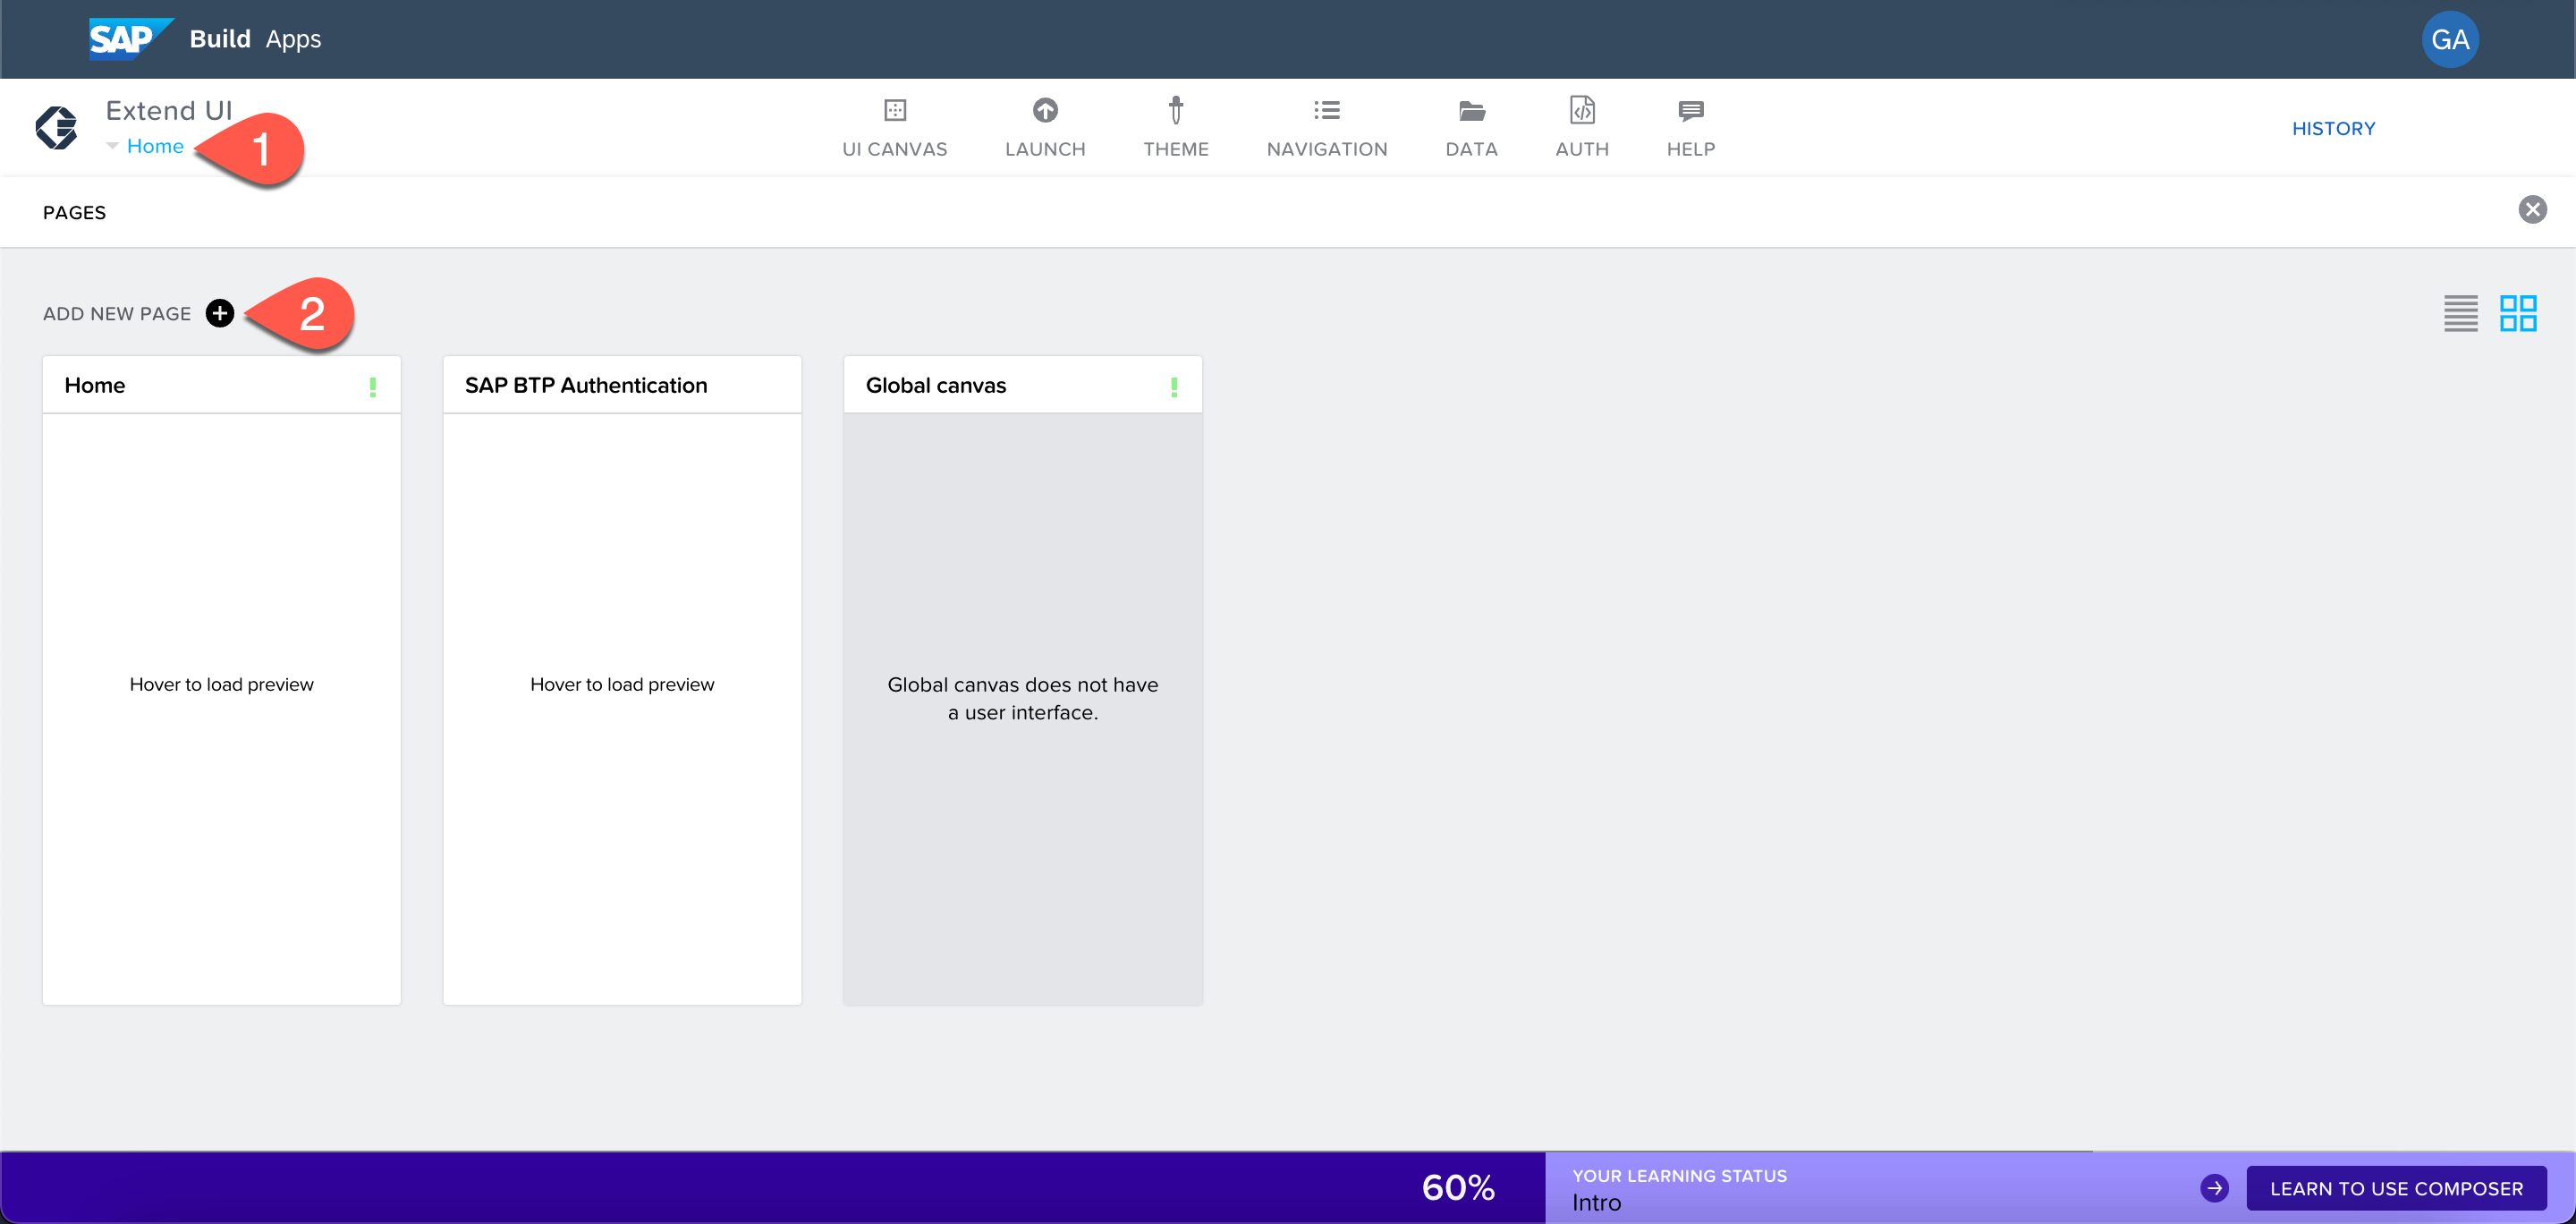 SAP Build Apps
GA
Extend UI
Home
1
UI CANVAS
LAUNCH
THEME
NAVIGATION
DATA
AUTH
HELP
HISTORY
PAGES
ADD NEW PAGE
2
Home
SAP BTP Authentication
Global canvas
Hover to load preview
Hover to load preview
Global canvas does not have
a user interface.
60%
YOUR LEARNING STATUS
Intro
LEARN TO USE COMPOSER